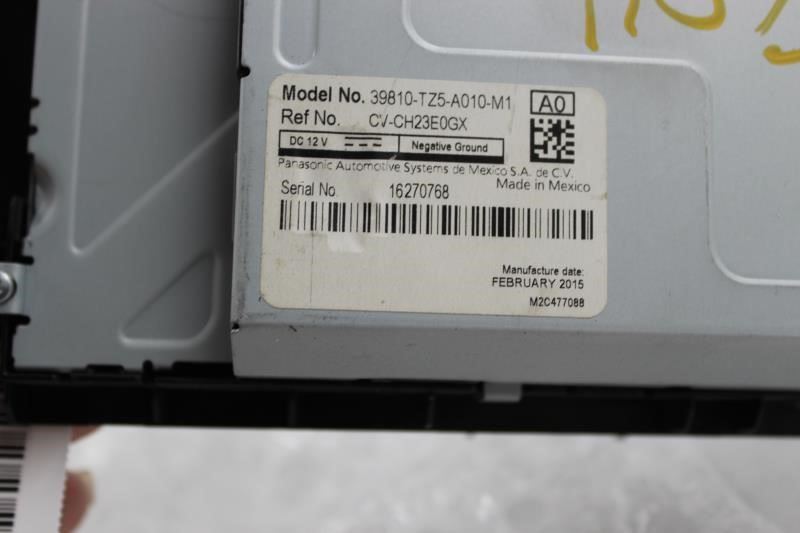 Model No. 39810-TZ5-A010-M1 A0
Ref No. CV-CH23E0GX
DC 12 V Negative Ground
Panasonic Automotive Systems de Mexico S.A. de C.V.
Made in Mexico
Serial No. 16270768
Manufacture date:
FEBRUARY 2015
M2C477088